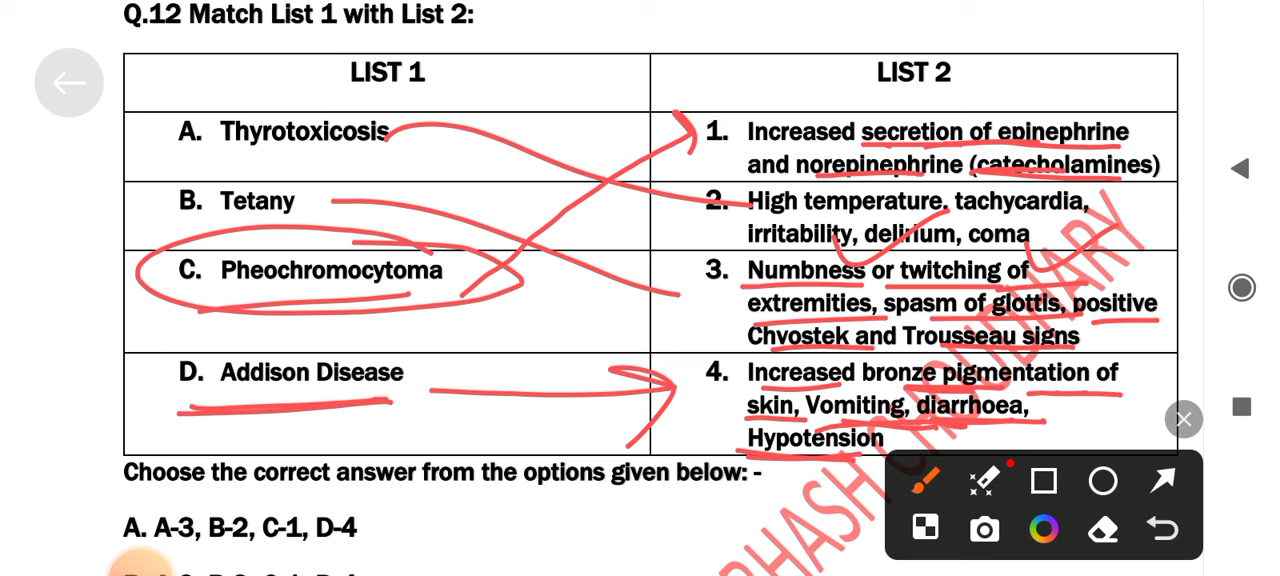 Q.12 Match List 1 with List 2:
LIST 1
LIST 2
A. Thyrotoxicosis
1. Increased secretion of epinephrine
and norepinephrine (catecholamines)
B. Tetany
2. High temperature. tachycardia,
irritability, delirium, coma
C. Pheochromocytoma
3. Numbness or twitching of
extremities, spasm of glottis, positive
Chvostek and Trousseau signs
D. Addison Disease
4. Increased bronze pigmentation of
skin, Vomiting, diarrhoea,
Hypotension
Choose the correct answer from the options given below: -
A. A-3, B-2, C-1, D-4